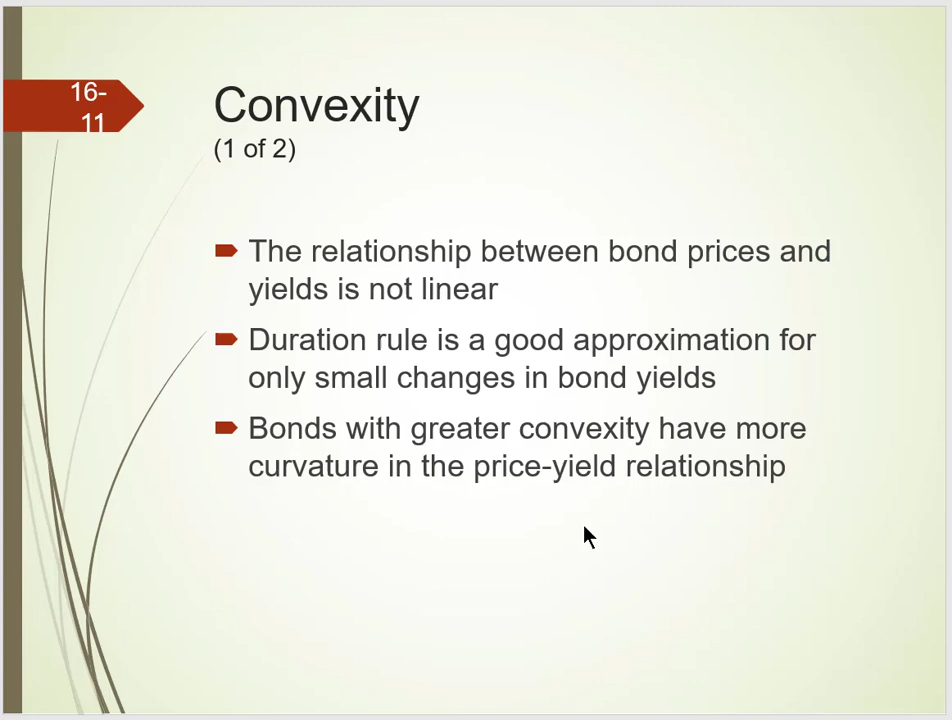 16-
11
Convexity
(1 of 2)
The relationship between bond prices and
yields is not linear
Duration rule is a good approximation for
only small changes in bond yields
Bonds with greater convexity have more
curvature in the price-yield relationship